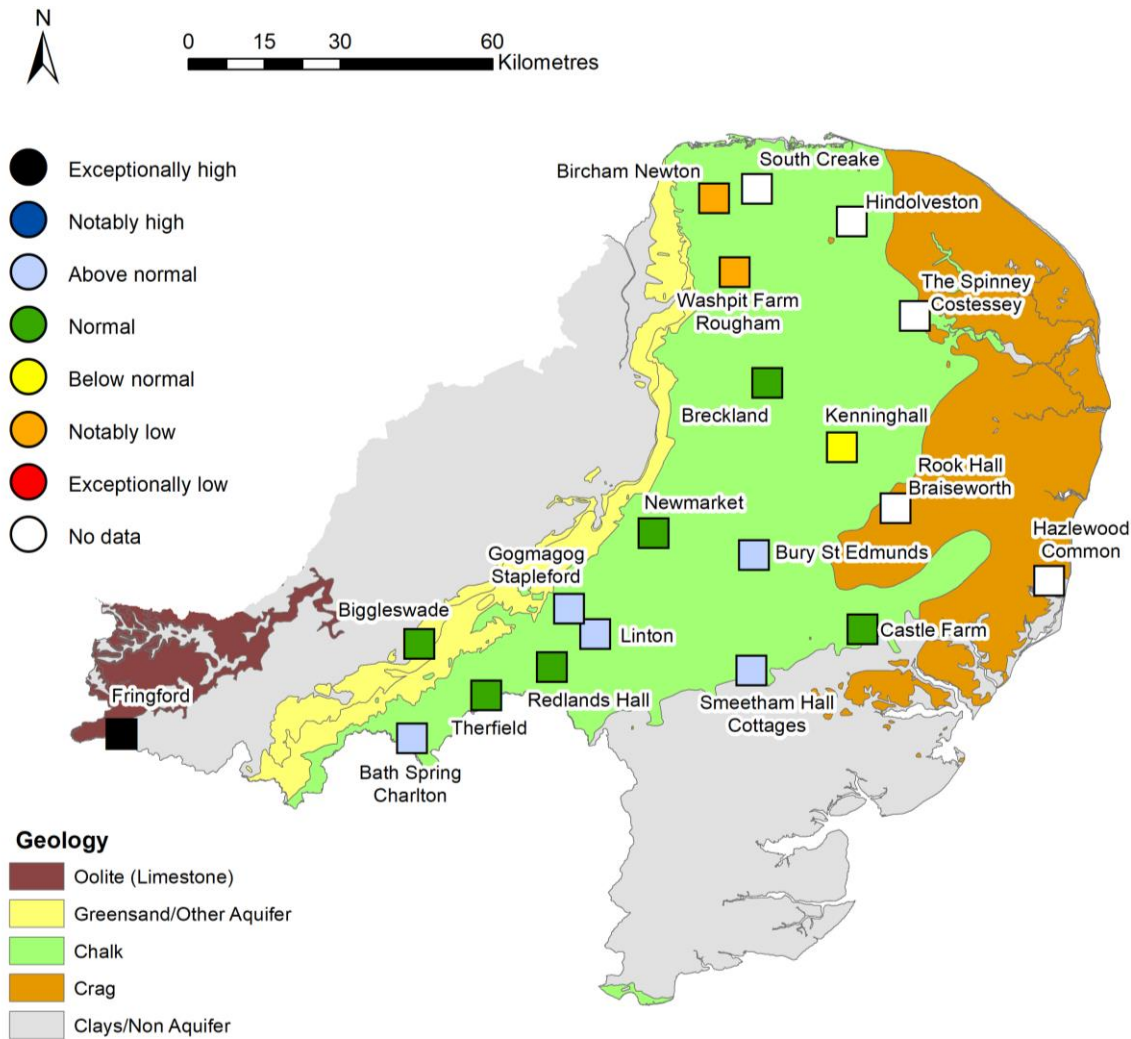 N
0 15 30 60
Kilometres
Exceptionally high
Notably high
Above normal
Normal
Below normal
Notably low
Exceptionally low
No data
South Creake
Bircham Newton
Hindolveston
The Spinney
Costessey
Washpit Farm
Rougham
Breckland
Kenninghall
Rook Hall
Braiseworth
Newmarket
Hazlewood
Common
Gogmagog
Stapleford
Bury St Edmunds
Biggleswade
Linton
Castle Farm
Fringford
Redlands Hall
Smeetham Hall
Cottages
Therfield
Bath Spring
Charlton
Geology
Oolite (Limestone)
Greensand/Other Aquifer
Chalk
Crag
Clays/Non Aquifer